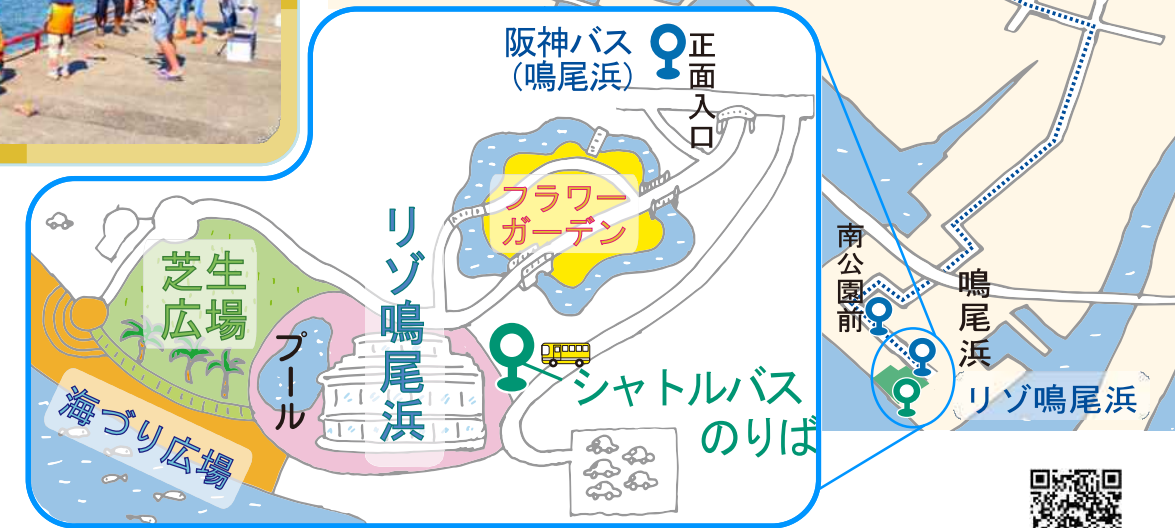 阪神バス
（鳴尾浜）
正面入口
フラワー
ガーデン
リゾ鳴尾浜
芝生
広場
プール
海づり広場
シャトルバス
のりば
南公園前
鳴尾浜
リゾ鳴尾浜